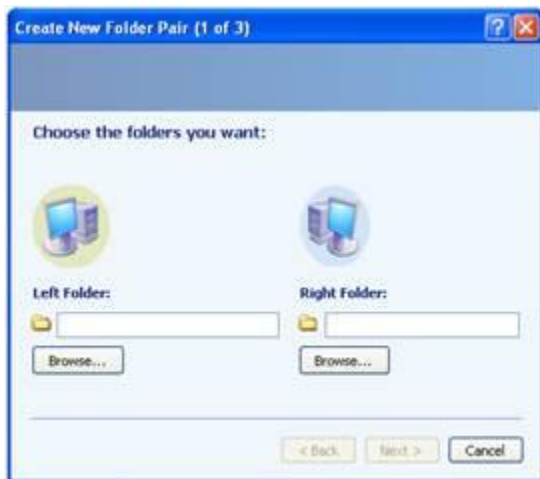 Create New Folder Pair (1 of 3)
Choose the folders you want:
Left Folder: Right Folder:
Browse... Browse...
< Back Next > Cancel